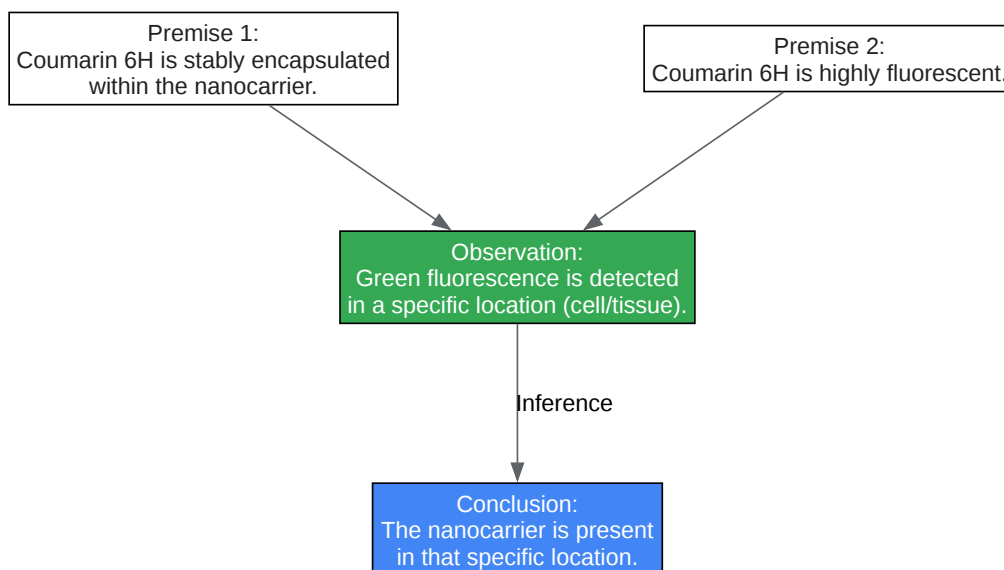 Premise 1:
Coumarin 6H is stably encapsulated
within the nanocarrier.
Premise 2:
Coumarin 6H is highly fluorescent.
Observation:
Green fluorescence is detected
in a specific location (cell/tissue).
Inference
Conclusion:
The nanocarrier is present
in that specific location.